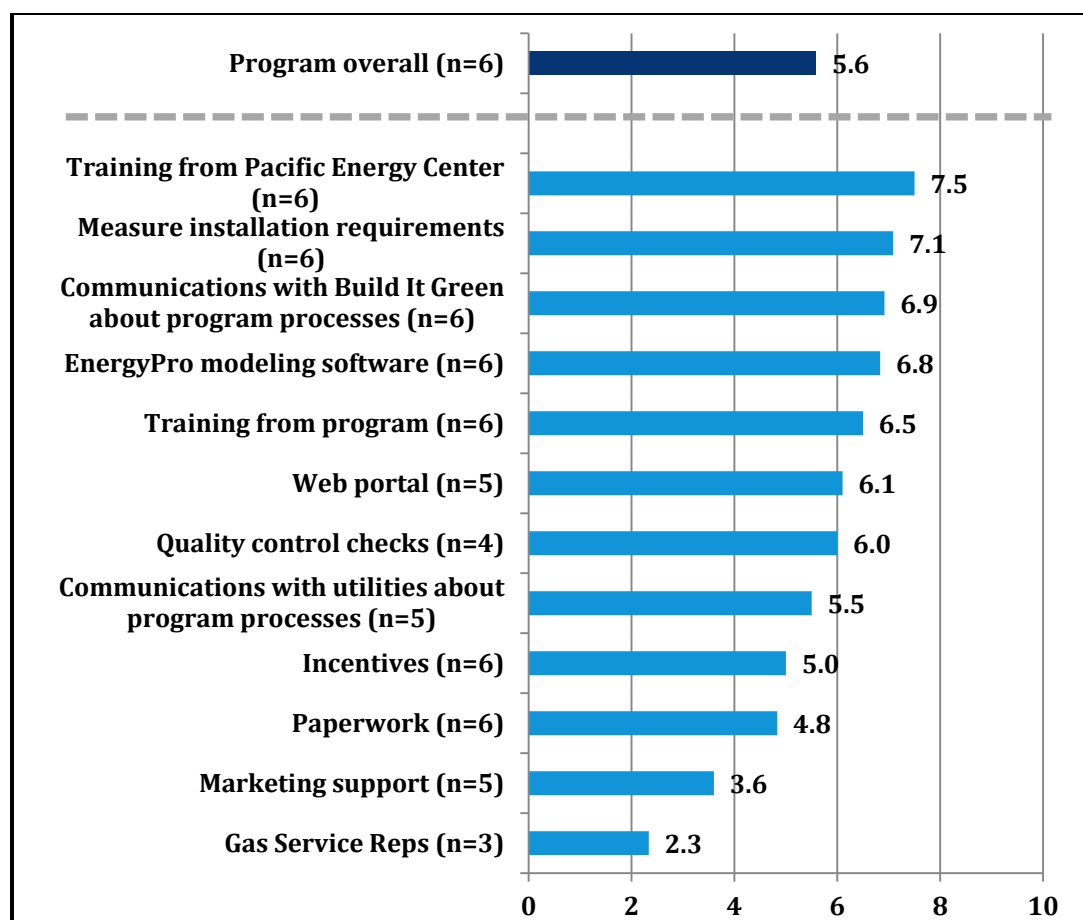 Program overall (n=6)
5.6
Training from Pacific Energy Center
(n=6)
7.5
Measure installation requirements
(n=6)
7.1
Communications with Build It Green
about program processes (n=6)
6.9
EnergyPro modeling software (n=6)
6.8
Training from program (n=6)
6.5
Web portal (n=5)
6.1
Quality control checks (n=4)
6.0
Communications with utilities about
program processes (n=5)
5.5
Incentives (n=6)
5.0
Paperwork (n=6)
4.8
Marketing support (n=5)
3.6
Gas Service Reps (n=3)
2.3
0 2 4 6 8 10